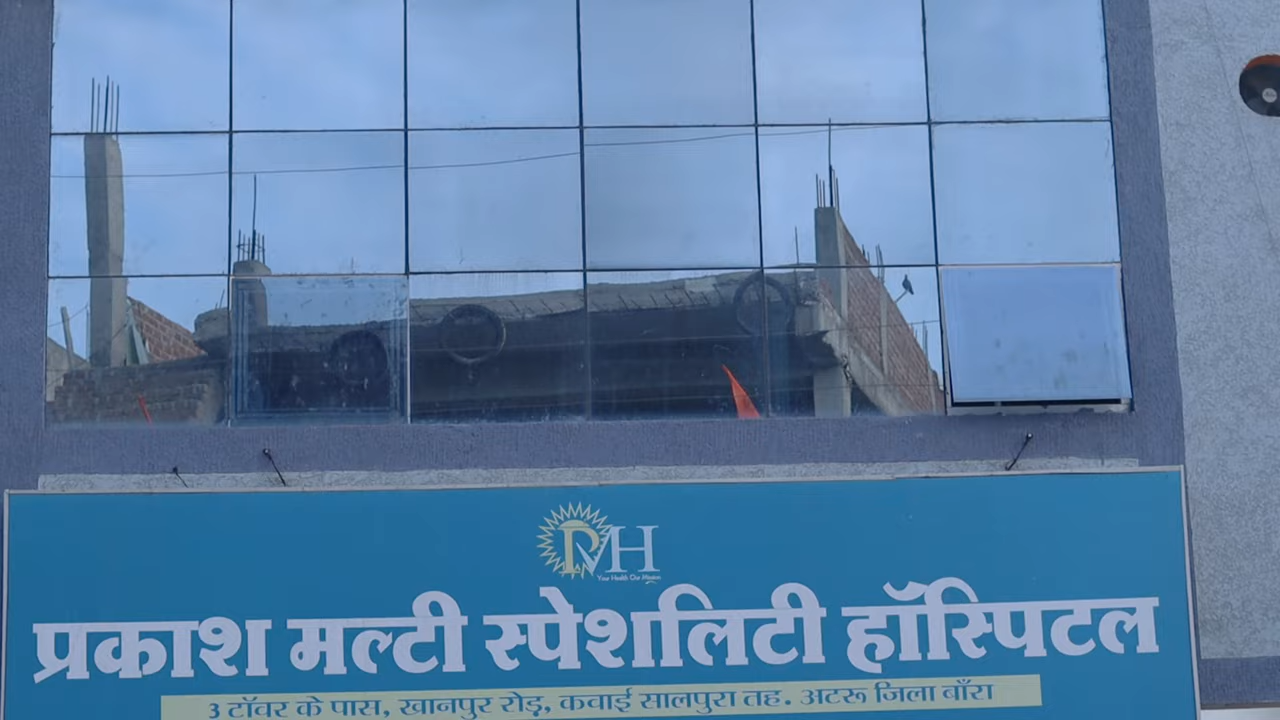 PMH
Your Health Our Mission
प्रकाश मल्टी स्पेशलिटी हॉस्पिटल
3 टॉवर के पास, खानपुर रोड़, कवाई सालपुरा तह. अटरू जिला बाँरा